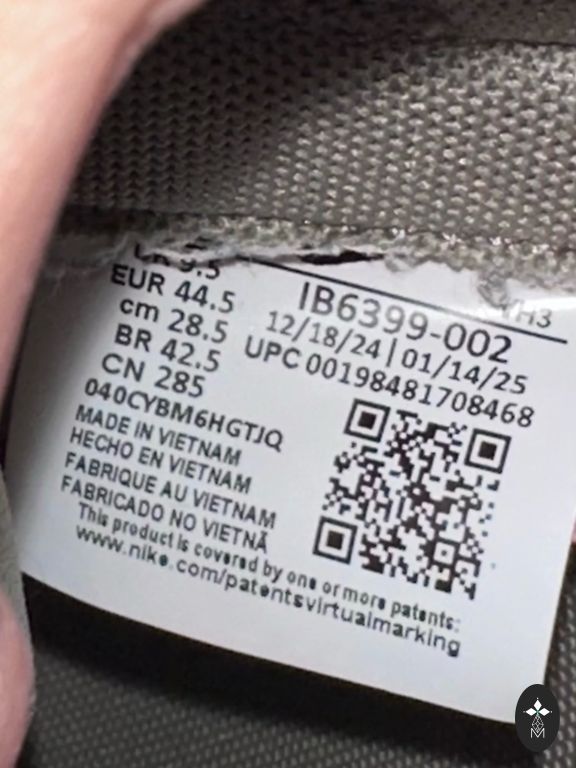 EUR 44.5
cm 28.5
BR 42.5
CN 285
040CYBM6HGTJQ
MADE IN VIETNAM
HECHO EN VIETNAM
FABRIQUE AU VIETNAM
FABRICADO NO VIETNÃ
This product is covered by one or more patents:
www.nike.com/patentsvirtualmarking
IB6399-002
12/18/24 | 01/14/25
UPC 00198481708468
M